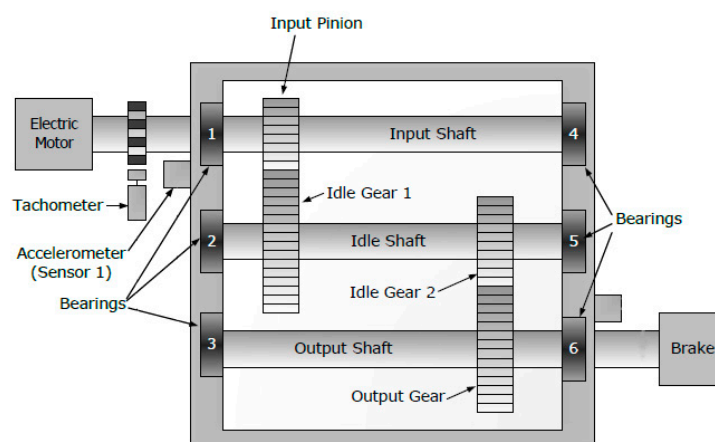 Input Pinion
Electric
Motor
1
Input Shaft
4
Tachometer
Idle Gear 1
Bearings
Accelerometer
(Sensor 1)
2
Idle Shaft
5
Bearings
Idle Gear 2
3
Output Shaft
6
Brake
Output Gear